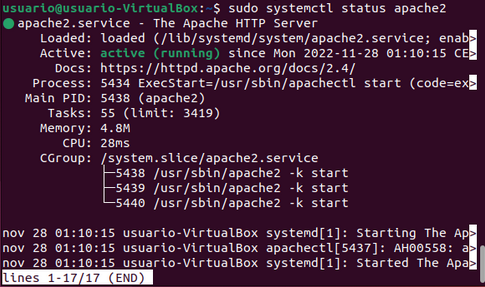 usuario@usuario-VirtualBox:~$ sudo systemctl status apache2
● apache2.service - The Apache HTTP Server
     Loaded: loaded (/lib/systemd/system/apache2.service; enab>
     Active: active (running) since Mon 2022-11-28 01:10:15 CE>
       Docs: https://httpd.apache.org/docs/2.4/
    Process: 5434 ExecStart=/usr/sbin/apachectl start (code=ex>
   Main PID: 5438 (apache2)
      Tasks: 55 (limit: 3419)
     Memory: 4.8M
        CPU: 28ms
     CGroup: /system.slice/apache2.service
             ├─5438 /usr/sbin/apache2 -k start
             ├─5439 /usr/sbin/apache2 -k start
             └─5440 /usr/sbin/apache2 -k start

nov 28 01:10:15 usuario-VirtualBox systemd[1]: Starting The Ap>
nov 28 01:10:15 usuario-VirtualBox apachectl[5437]: AH00558: a>
nov 28 01:10:15 usuario-VirtualBox systemd[1]: Started The Apa>
lines 1-17/17 (END)